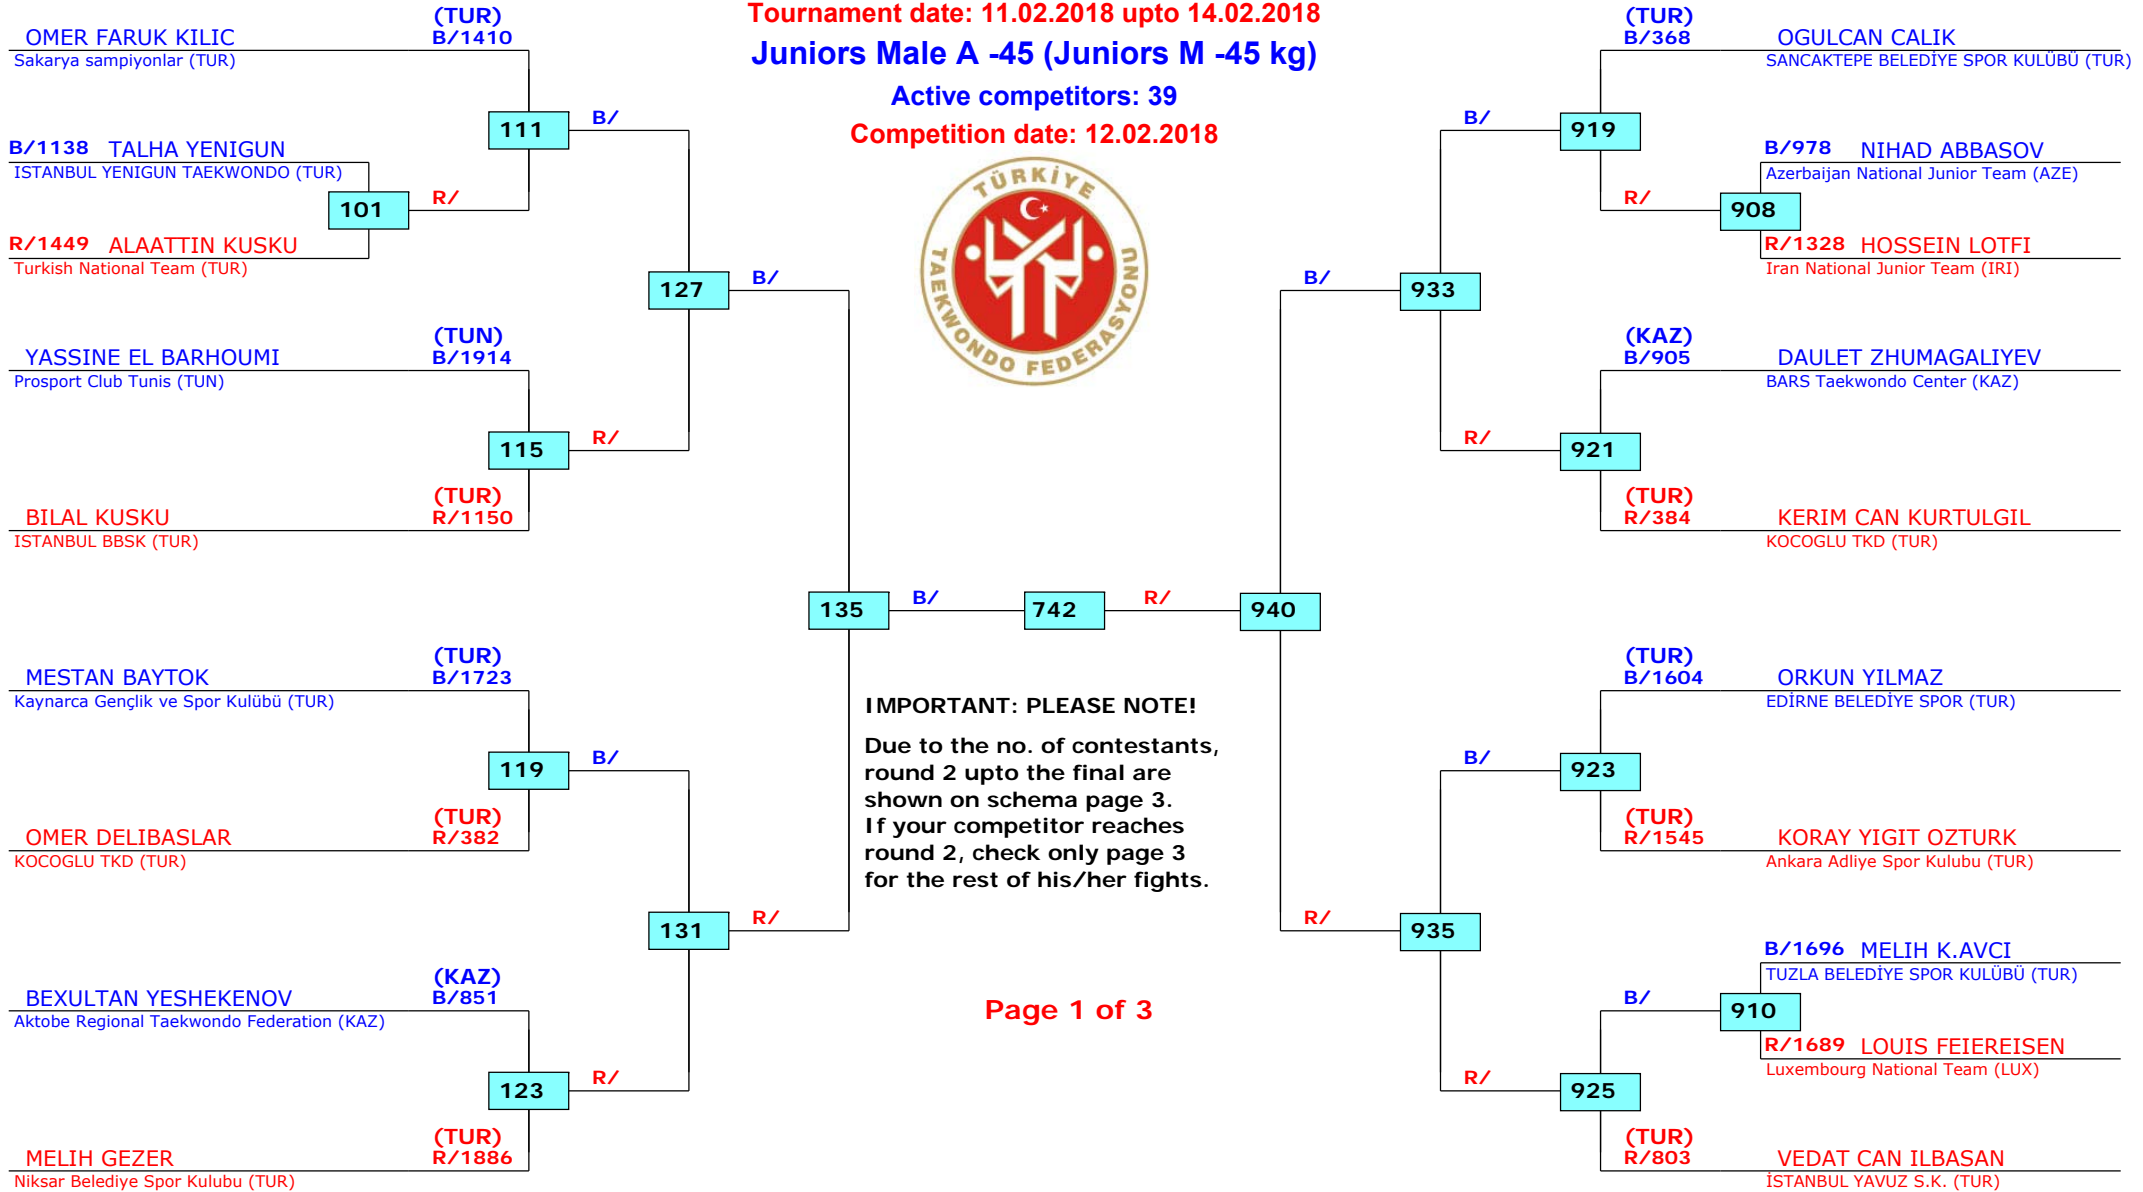 Tournament date: 11.02.2018 upto 14.02.2018
Juniors Male A -45 (Juniors M -45 kg)
Active competitors: 39
Competition date: 12.02.2018
TÜRKİYE
TAEKWONDO FEDERASYONU
(TUR)
OMER FARUK KILIC B/1410
Sakarya sampiyonlar (TUR)
111 B/
B/1138 TALHA YENIGUN
ISTANBUL YENIGUN TAEKWONDO (TUR)
101 R/
R/1449 ALAATTIN KUSKU
Turkish National Team (TUR)
127 B/
(TUN)
YASSINE EL BARHOUMI B/1914
Prosport Club Tunis (TUN)
115 R/
(TUR)
BILAL KUSKU R/1150
ISTANBUL BBSK (TUR)
135 B/ 742 R/ 940
(TUR)
MESTAN BAYTOK B/1723
Kaynarca Gençlik ve Spor Kulübü (TUR)
119 B/
(TUR)
OMER DELIBASLAR R/382
KOCOGLU TKD (TUR)
131 R/
(KAZ)
BEXULTAN YESHEKENOV B/851
Aktobe Regional Taekwondo Federation (KAZ)
123 R/
(TUR)
MELIH GEZER R/1886
Niksar Belediye Spor Kulubu (TUR)
IMPORTANT: PLEASE NOTE!
Due to the no. of contestants,
round 2 upto the final are
shown on schema page 3.
If your competitor reaches
round 2, check only page 3
for the rest of his/her fights.
Page 1 of 3
(TUR)
B/368 OGULCAN CALIK
SANCAKTEPE BELEDİYE SPOR KULÜBÜ (TUR)
B/ 919
B/978 NIHAD ABBASOV
Azerbaijan National Junior Team (AZE)
R/ 908
R/1328 HOSSEIN LOTFI
Iran National Junior Team (IRI)
B/ 933
(KAZ)
B/905 DAULET ZHUMAGALIYEV
BARS Taekwondo Center (KAZ)
R/ 921
(TUR)
R/384 KERIM CAN KURTULGIL
KOCOGLU TKD (TUR)
(TUR)
B/1604 ORKUN YILMAZ
EDİRNE BELEDİYE SPOR (TUR)
B/ 923
(TUR)
R/1545 KORAY YIGIT OZTURK
Ankara Adliye Spor Kulubu (TUR)
R/ 935
B/1696 MELIH K.AVCI
TUZLA BELEDİYE SPOR KULÜBÜ (TUR)
B/ 910
R/1689 LOUIS FEIEREISEN
Luxembourg National Team (LUX)
R/ 925
(TUR)
R/803 VEDAT CAN ILBASAN
İSTANBUL YAVUZ S.K. (TUR)